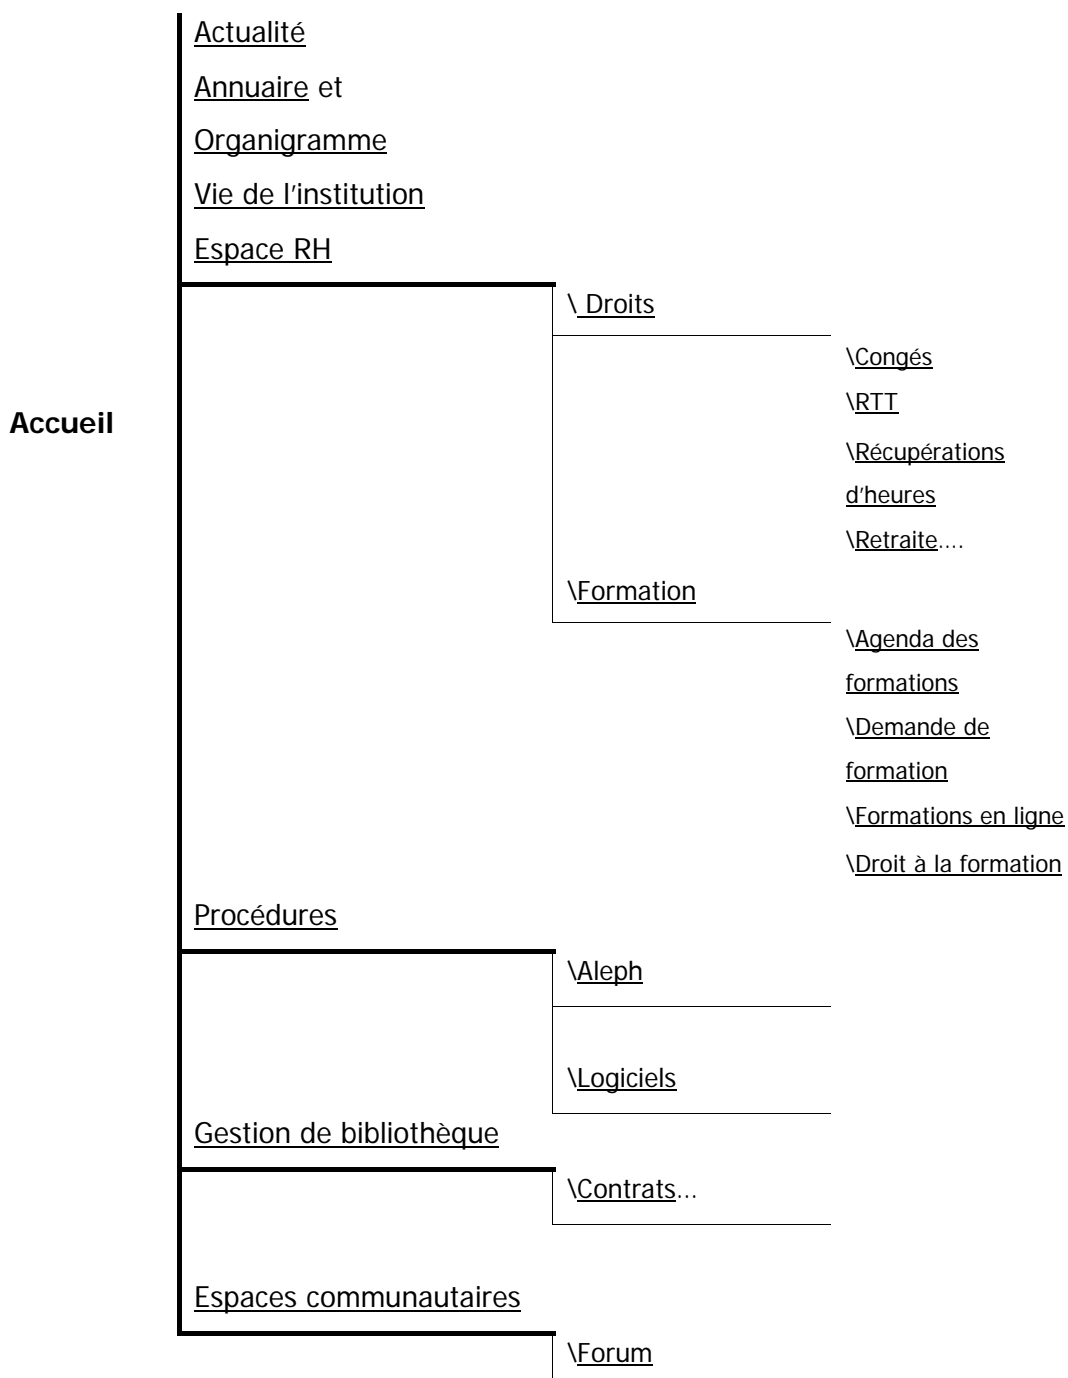 Actualité
Annuaire et
Organigramme
Vie de l'institution
Espace RH
\ Droits
\Congés
Accueil
\RTT
\Récupérations
d'heures
\Retraite....
\Formation
\Agenda des
formations
\Demande de
formation
\Formations en ligne
\Droit à la formation
Procédures
\Aleph
\Logiciels
Gestion de bibliothèque
\Contrats...
Espaces communautaires
\Forum